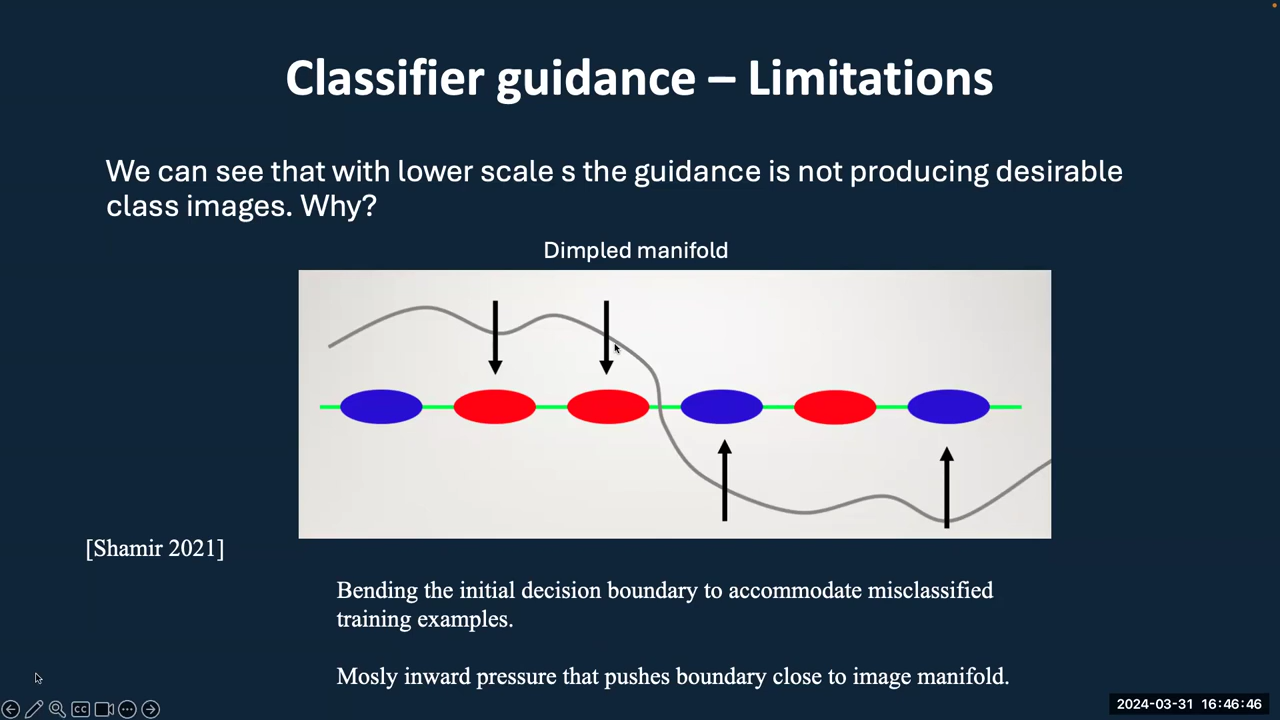 Classifier guidance – Limitations
We can see that with lower scale s the guidance is not producing desirable
class images. Why?
Dimpled manifold
[Shamir 2021]
Bending the initial decision boundary to accommodate misclassified
training examples.
Mosly inward pressure that pushes boundary close to image manifold.
CC
2024-03-31 16:46:46